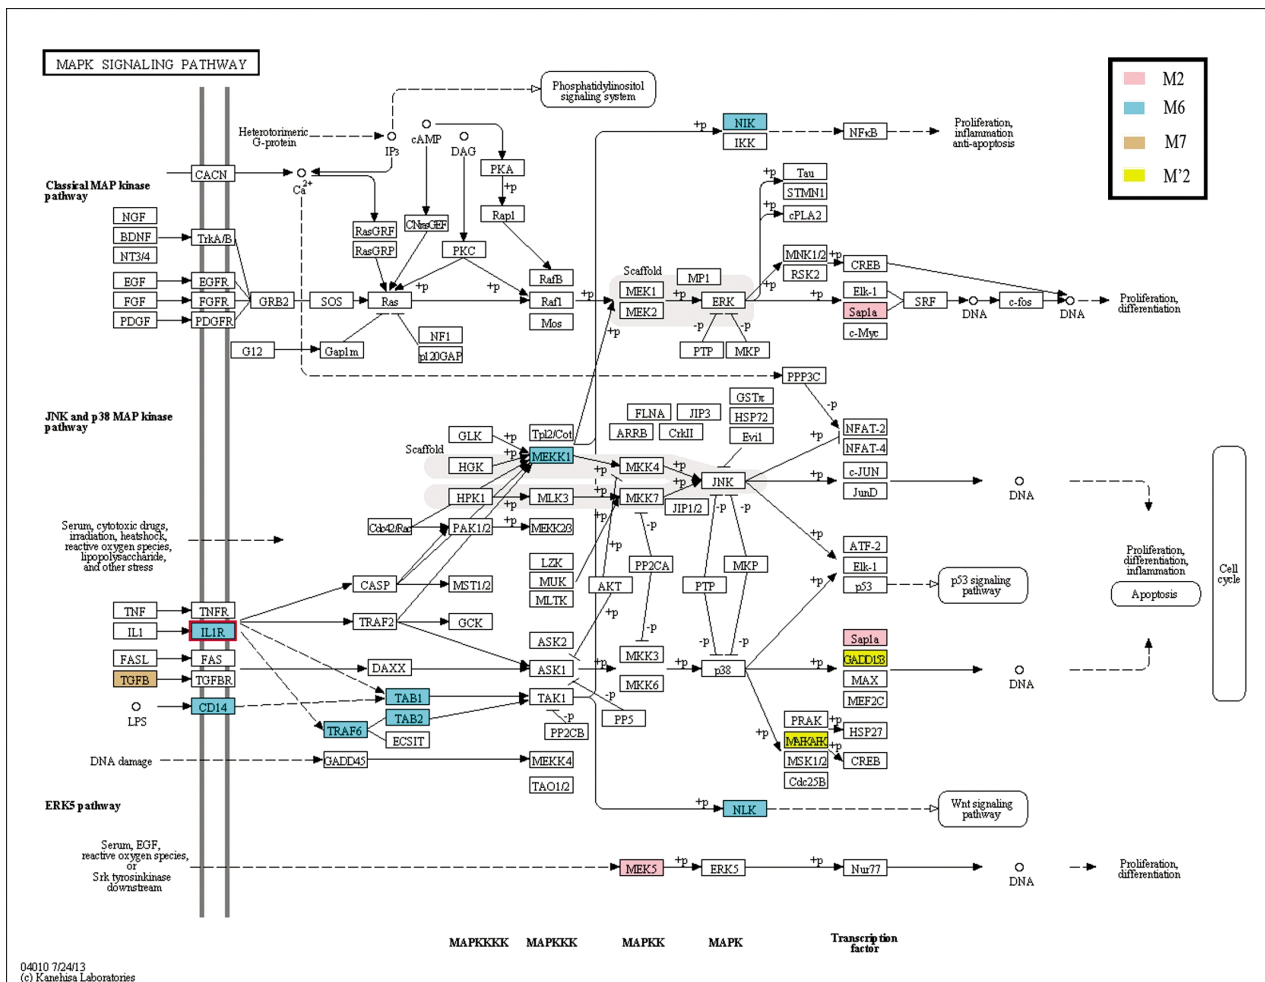 MAPK SIGNALING PATHWAY
Phosphatidylinositol
signaling system
M2
M6
M7
M'2
Heterotorimeric
G-protein
IP3
cAMP
DAG
+p
NIK
IKK
NFκB
Proliferation,
inflammation
anti-apoptosis
Classical MAP kinase
pathway
CACN
Ca2+
PKA
+p
Rap1
RasGRF
RasGRP
CNrasGEF
PKC
NGF
BDNF
NT3/4
TrkA/B
EGF
EGFR
FGF
FGFR
PDGF
PDGFR
GRB2
SOS
Ras
+p
+p
RafB
Raf1
Mos
+p
+p
Scaffold
MEK1
MEK2
MP1
+p
ERK
+p
+p
+p
+p
Tau
STMN1
cPLA2
MNK1/2
RSK2
+p
CREB
Elk-1
Sap1a
c-Myc
SRF
DNA
c-fos
DNA
Proliferation,
differentiation
G12
Gap1m
NF1
p120GAP
-p
-p
PTP
MKP
PPP3C
-p
JNK and p38 MAP kinase
pathway
Scaffold
GLK
HGK
HPK1
+p
+p
+p
+p
Tpl2/Cot
MEKK1
MLK3
FLNA
JIP3
ARRB
CrkII
GSTπ
HSP72
Evi1
+p
+p
MKK4
MKK7
+p
+p
JNK
JIP1/2
+p
+p
+p
NFAT-2
NFAT-4
c-JUN
JunD
DNA
Cdc42/Rac
PAK1/2
+p
MEKK2/3
Serum, cytotoxic drugs,
irradiation, heatshock,
reactive oxygen species,
lipopolysaccharide,
and other stress
-p
-p
-p
+p
LZK
MUK
MLTK
AKT
PP2CA
PTP
MKP
ATF-2
Elk-1
p53
p53 signaling
pathway
Proliferation,
differentiation,
inflammation
Apoptosis
Cell
cycle
CASP
MST1/2
TNF
TNFR
IL1
IL1R
TRAF2
GCK
FASL
FAS
TGFB
TGFBR
DAXX
ASK2
ASK1
+p
-p
-p
-p
MKK3
MKK6
+p
p38
+p
+p
+p
Sap1a
GADD153
MAX
MEF2C
DNA
LPS
CD14
TAB1
TAB2
TRAF6
ECSIT
TAK1
-p
-p
PP5
PP2CB
PRAK
MAPKAPK
MSK1/2
Cdc25B
+p
+p
HSP27
CREB
DNA damage
GADD45
MEKK4
TAO1/2
ERK5 pathway
+p
NLK
Wnt signaling
pathway
Serum, EGF,
reactive oxygen species,
or
Srk tyrosinkinase
downstream
MEK5
+p
ERK5
+p
Nur77
DNA
Proliferation,
differentiation
MAPKKKK
MAPKKK
MAPKK
MAPK
Transcription
factor
04010 7/24/13
(c) Kanehisa Laboratories